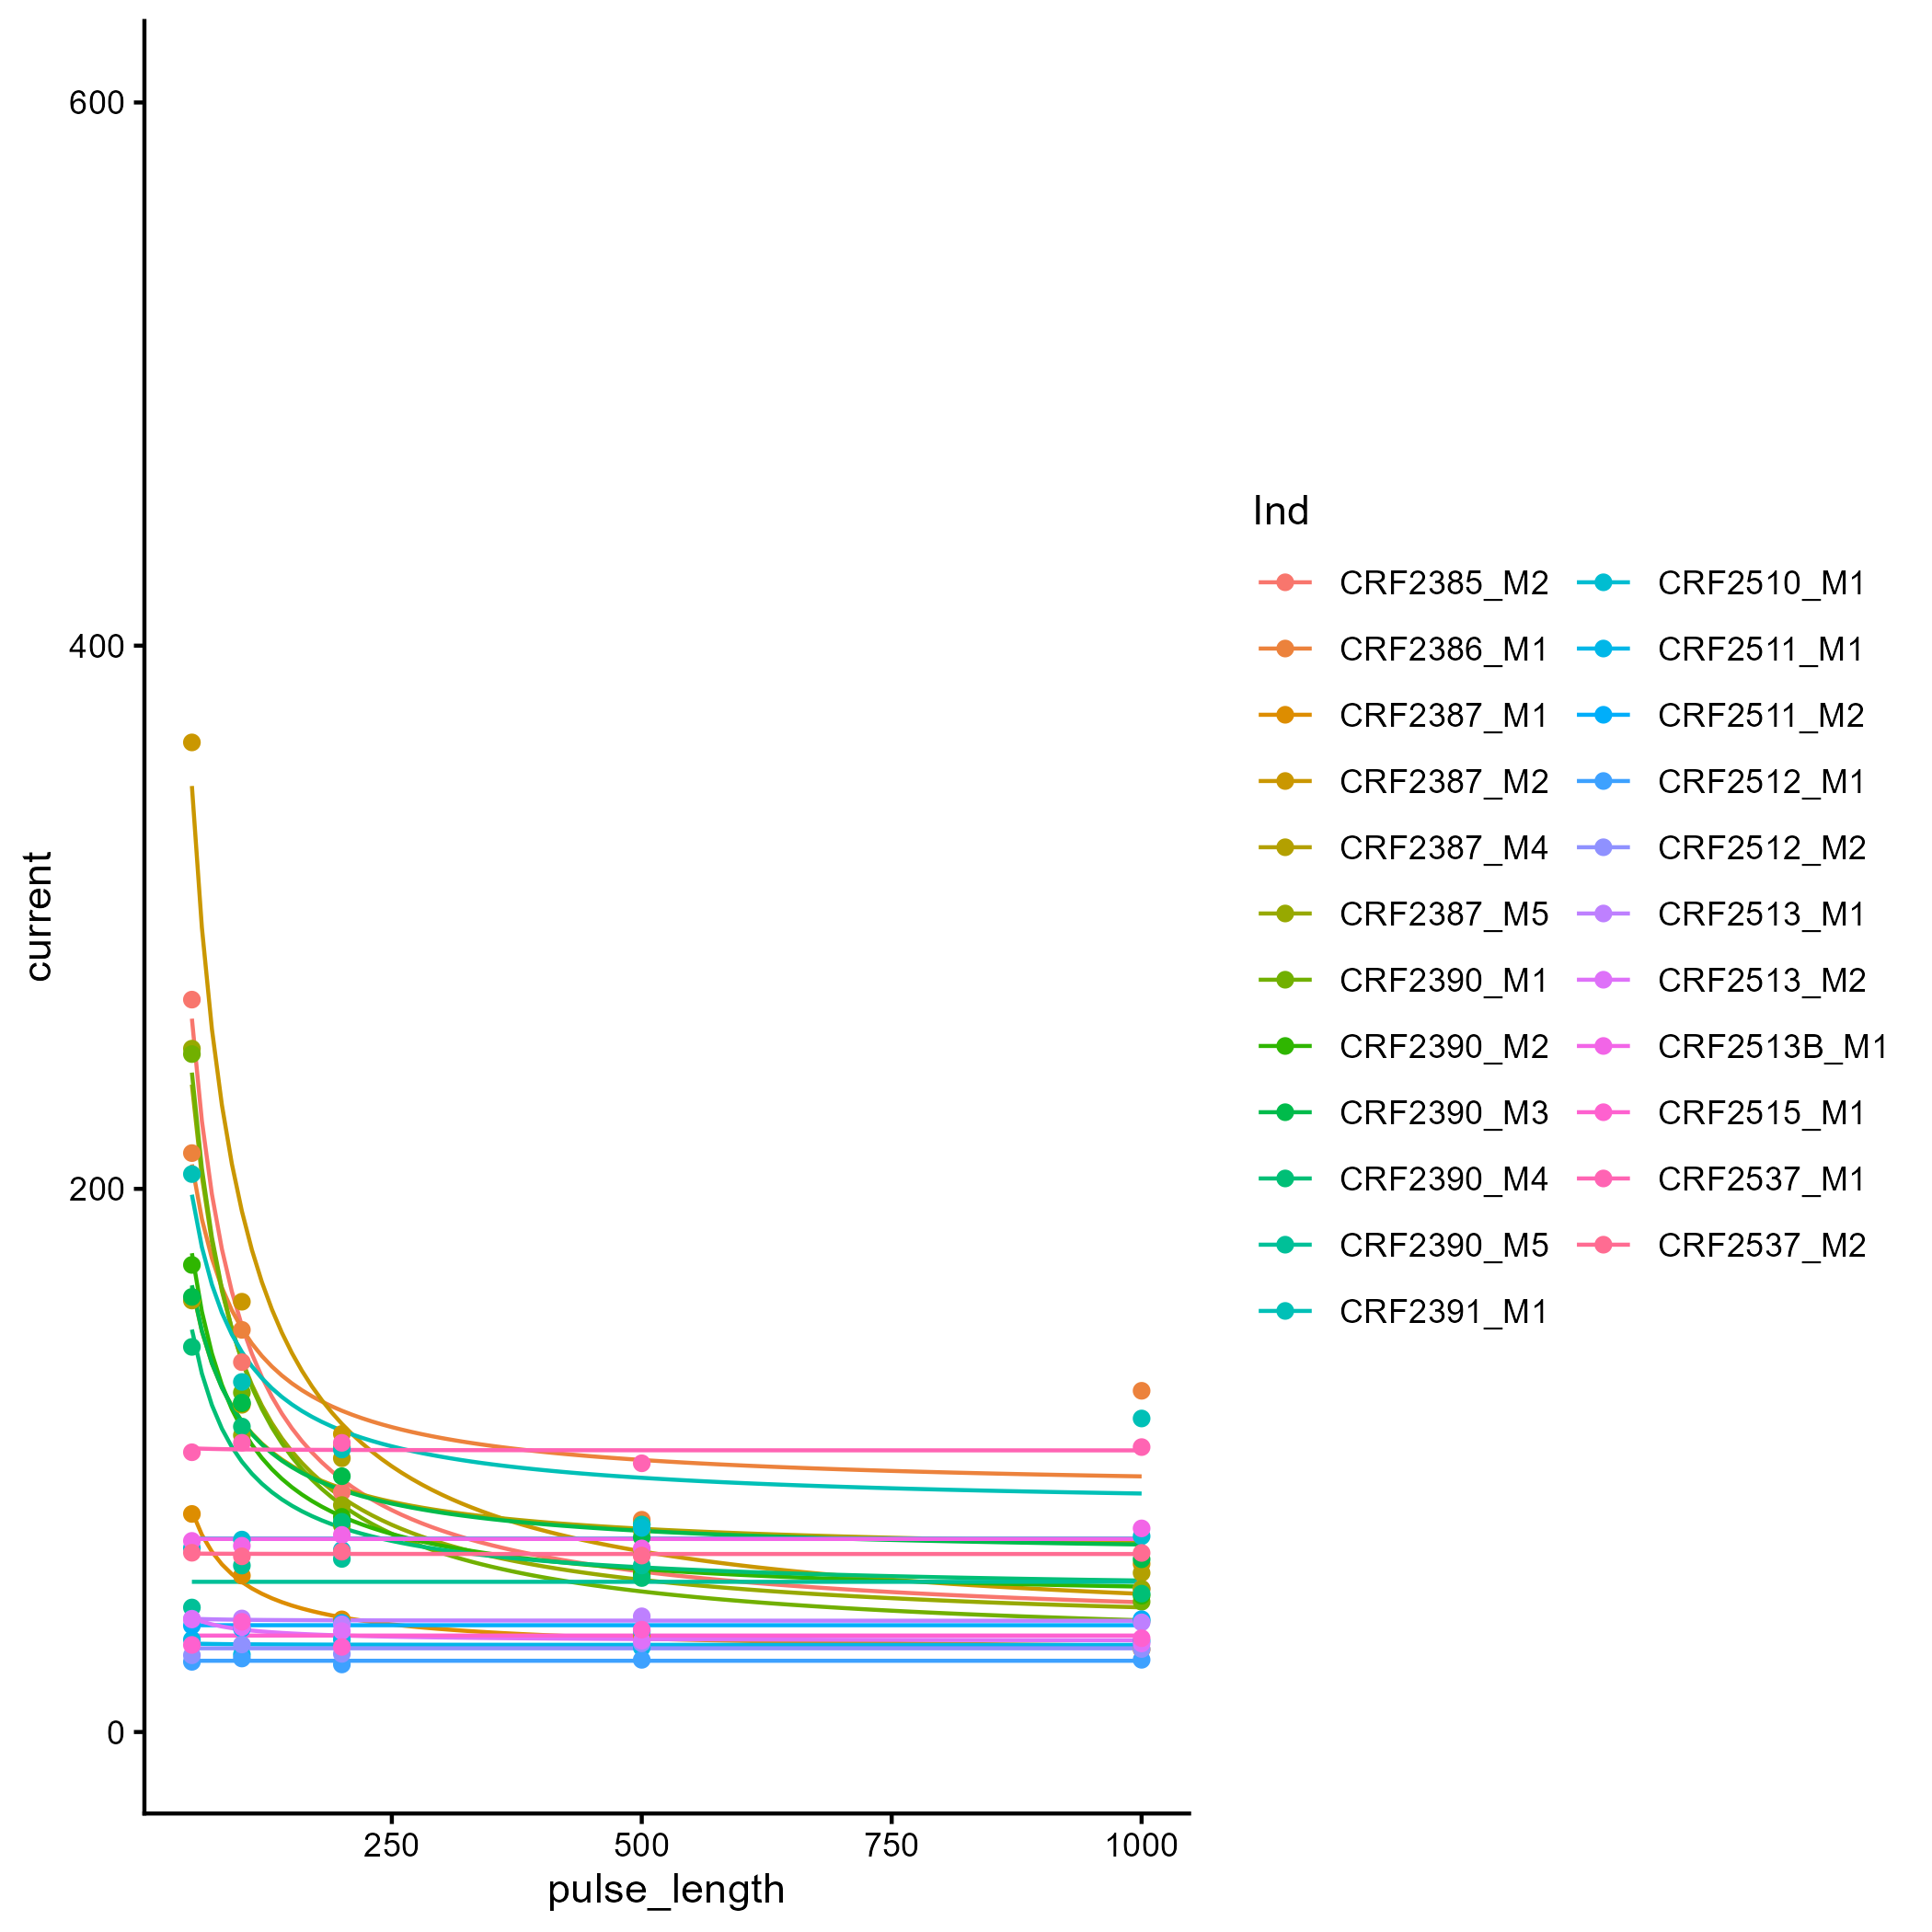 600
400
200
0
current
250 500 750 1000
pulse_length
Ind
CRF2385_M2 CRF2510_M1
CRF2386_M1 CRF2511_M1
CRF2387_M1 CRF2511_M2
CRF2387_M2 CRF2512_M1
CRF2387_M4 CRF2512_M2
CRF2387_M5 CRF2513_M1
CRF2390_M1 CRF2513_M2
CRF2390_M2 CRF2513B_M1
CRF2390_M3 CRF2515_M1
CRF2390_M4 CRF2537_M1
CRF2390_M5 CRF2537_M2
CRF2391_M1